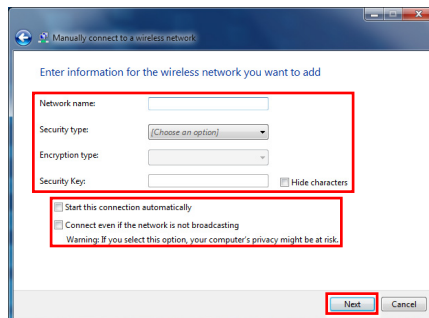 Manually connect to a wireless network
Enter information for the wireless network you want to add
Network name:
Security type: [Choose an option]
Encryption type:
Security Key: Hide characters
Start this connection automatically
Connect even if the network is not broadcasting
Warning: If you select this option, your computer's privacy might be at risk.
Next Cancel